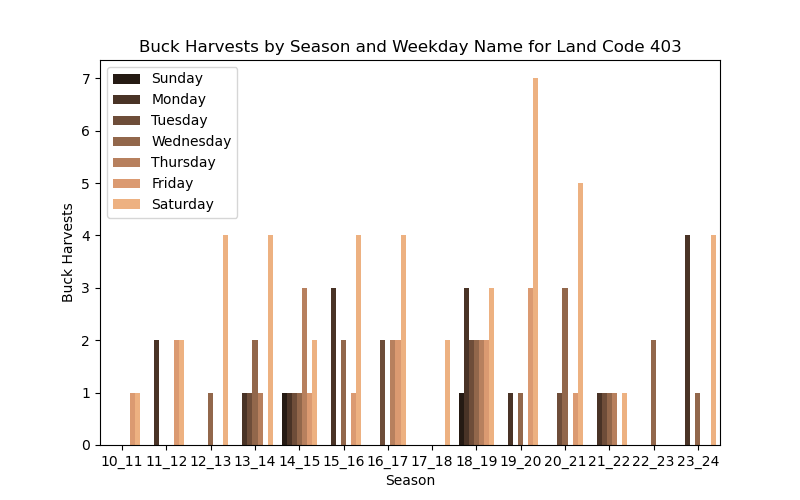 Buck Harvests by Season and Weekday Name for Land Code 403
7
6
5
4
3
2
1
0
Buck Harvests
Sunday
Monday
Tuesday
Wednesday
Thursday
Friday
Saturday
10_11 11_12 12_13 13_14 14_15 15_16 16_17 17_18 18_19 19_20 20_21 21_22 22_23 23_24
Season